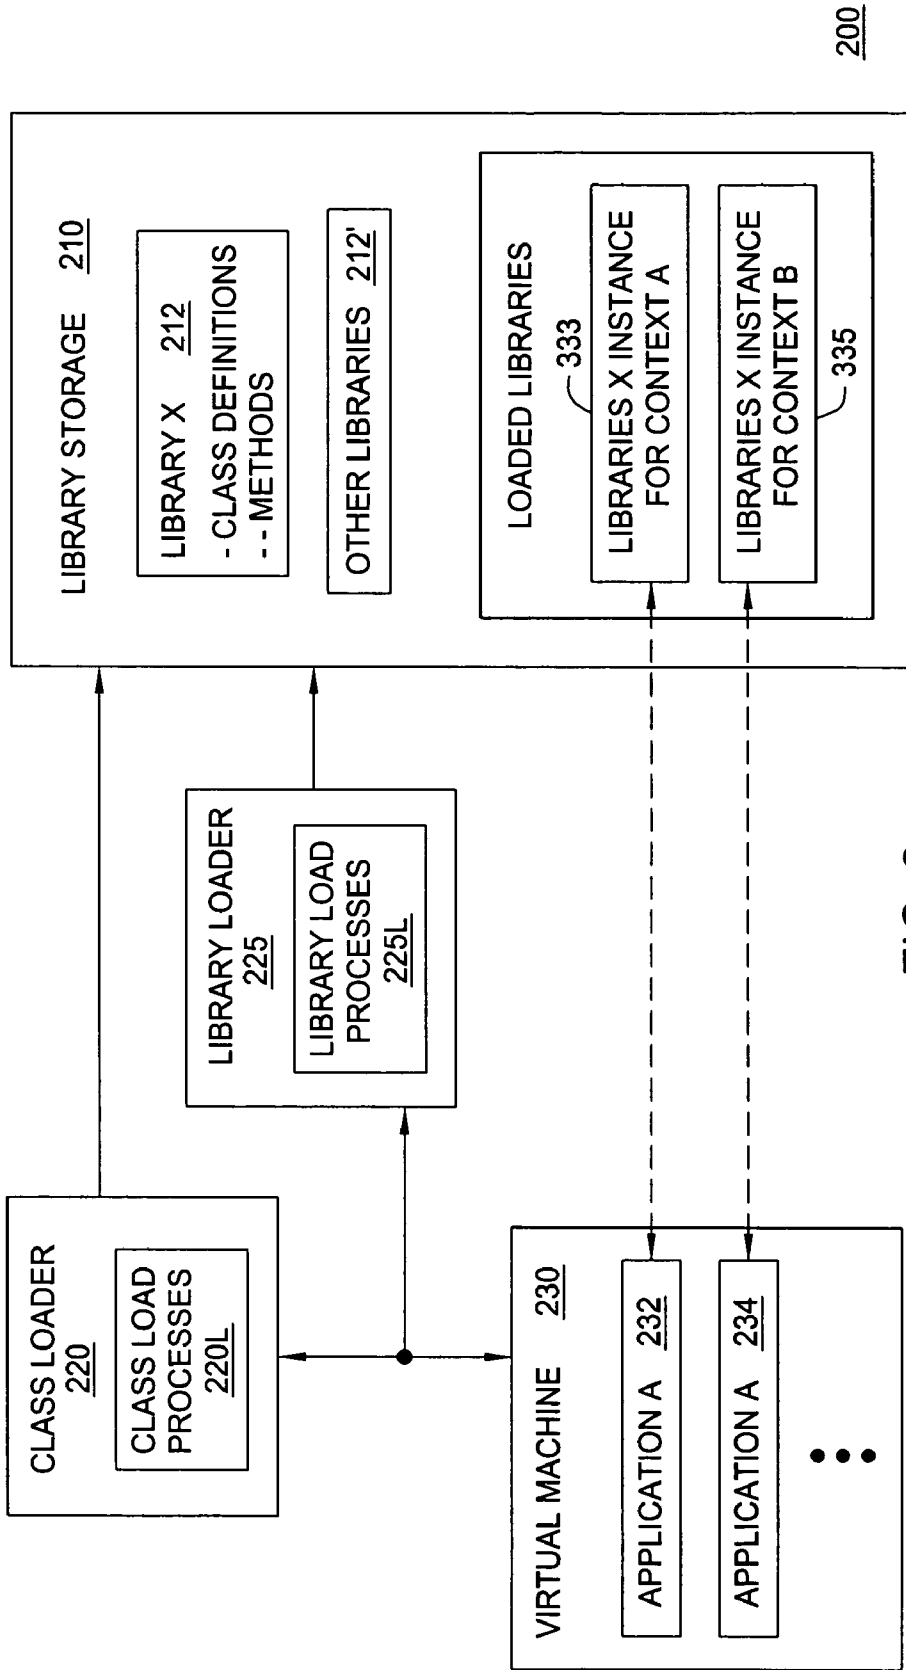 CLASS LOADER
220
CLASS LOAD
PROCESSES
220L
LIBRARY LOADER
225
LIBRARY LOAD
PROCESSES
225L
LIBRARY STORAGE 210
LIBRARY X 212
- CLASS DEFINITIONS
- - METHODS
OTHER LIBRARIES 212'
LOADED LIBRARIES
333
LIBRARIES X INSTANCE
FOR CONTEXT A
LIBRARIES X INSTANCE
FOR CONTEXT B
335
VIRTUAL MACHINE 230
APPLICATION A 232
APPLICATION A 234
200